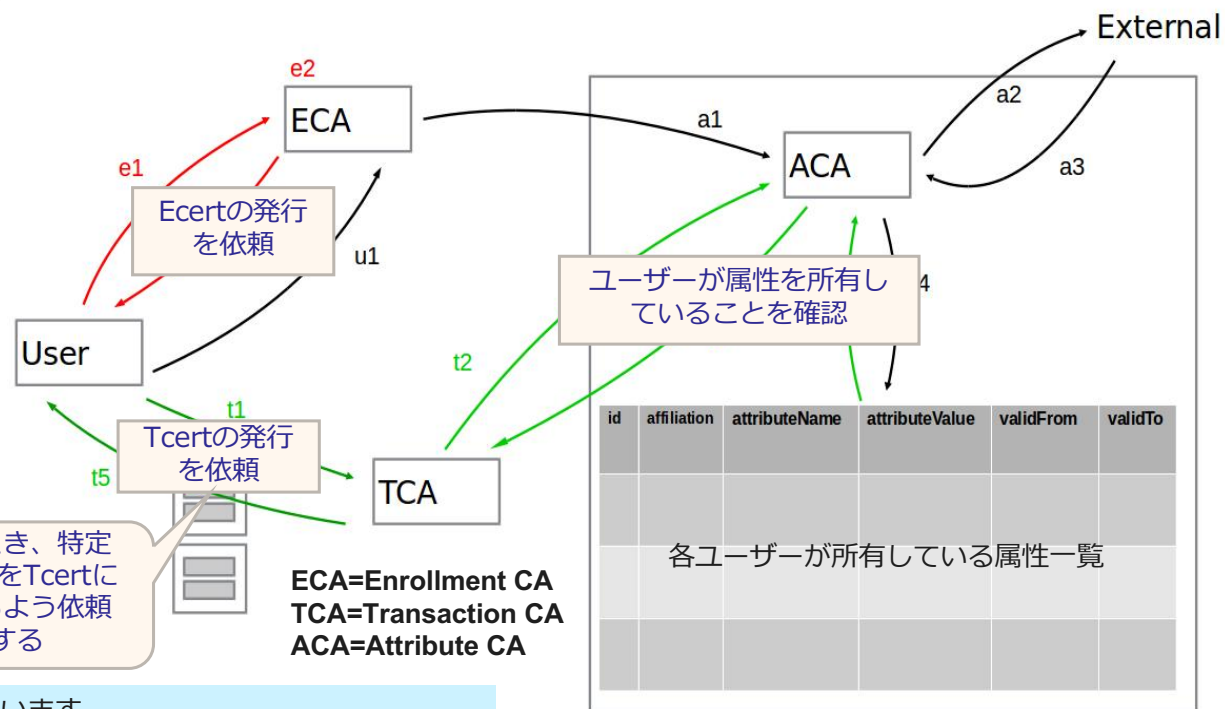 External
e2
ECA
a1
a2
ACA
a3
e1
Ecertの発行
を依頼
u1
ユーザーが属性を所有し
ていることを確認
4
User
t2
t1
Tcertの発行
を依頼
t5
TCA
id affiliation attributeName attributeValue validFrom validTo
各ユーザーが所有している属性一覧
き、特定
をTcertに
よう依頼
する
ECA=Enrollment CA
TCA=Transaction CA
ACA=Attribute CA
います